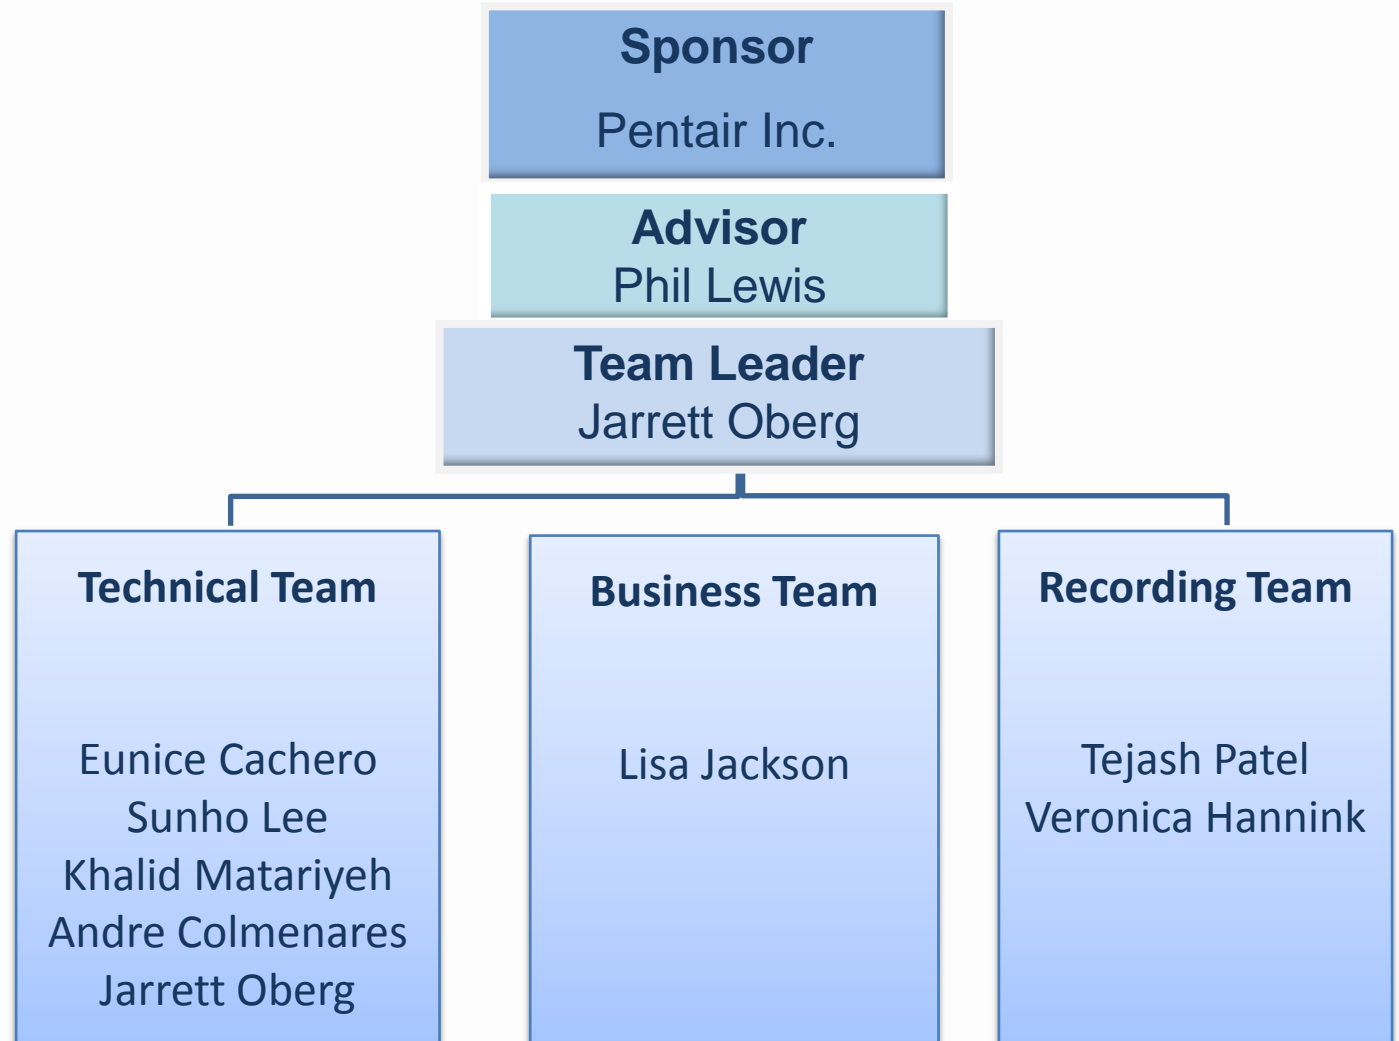 Sponsor
Pentair Inc.
Advisor
Phil Lewis
Team Leader
Jarrett Oberg
Technical Team
Eunice Cachero
Sunho Lee
Khalid Matariyeh
Andre Colmenares
Jarrett Oberg
Business Team
Lisa Jackson
Recording Team
Tejash Patel
Veronica Hannink